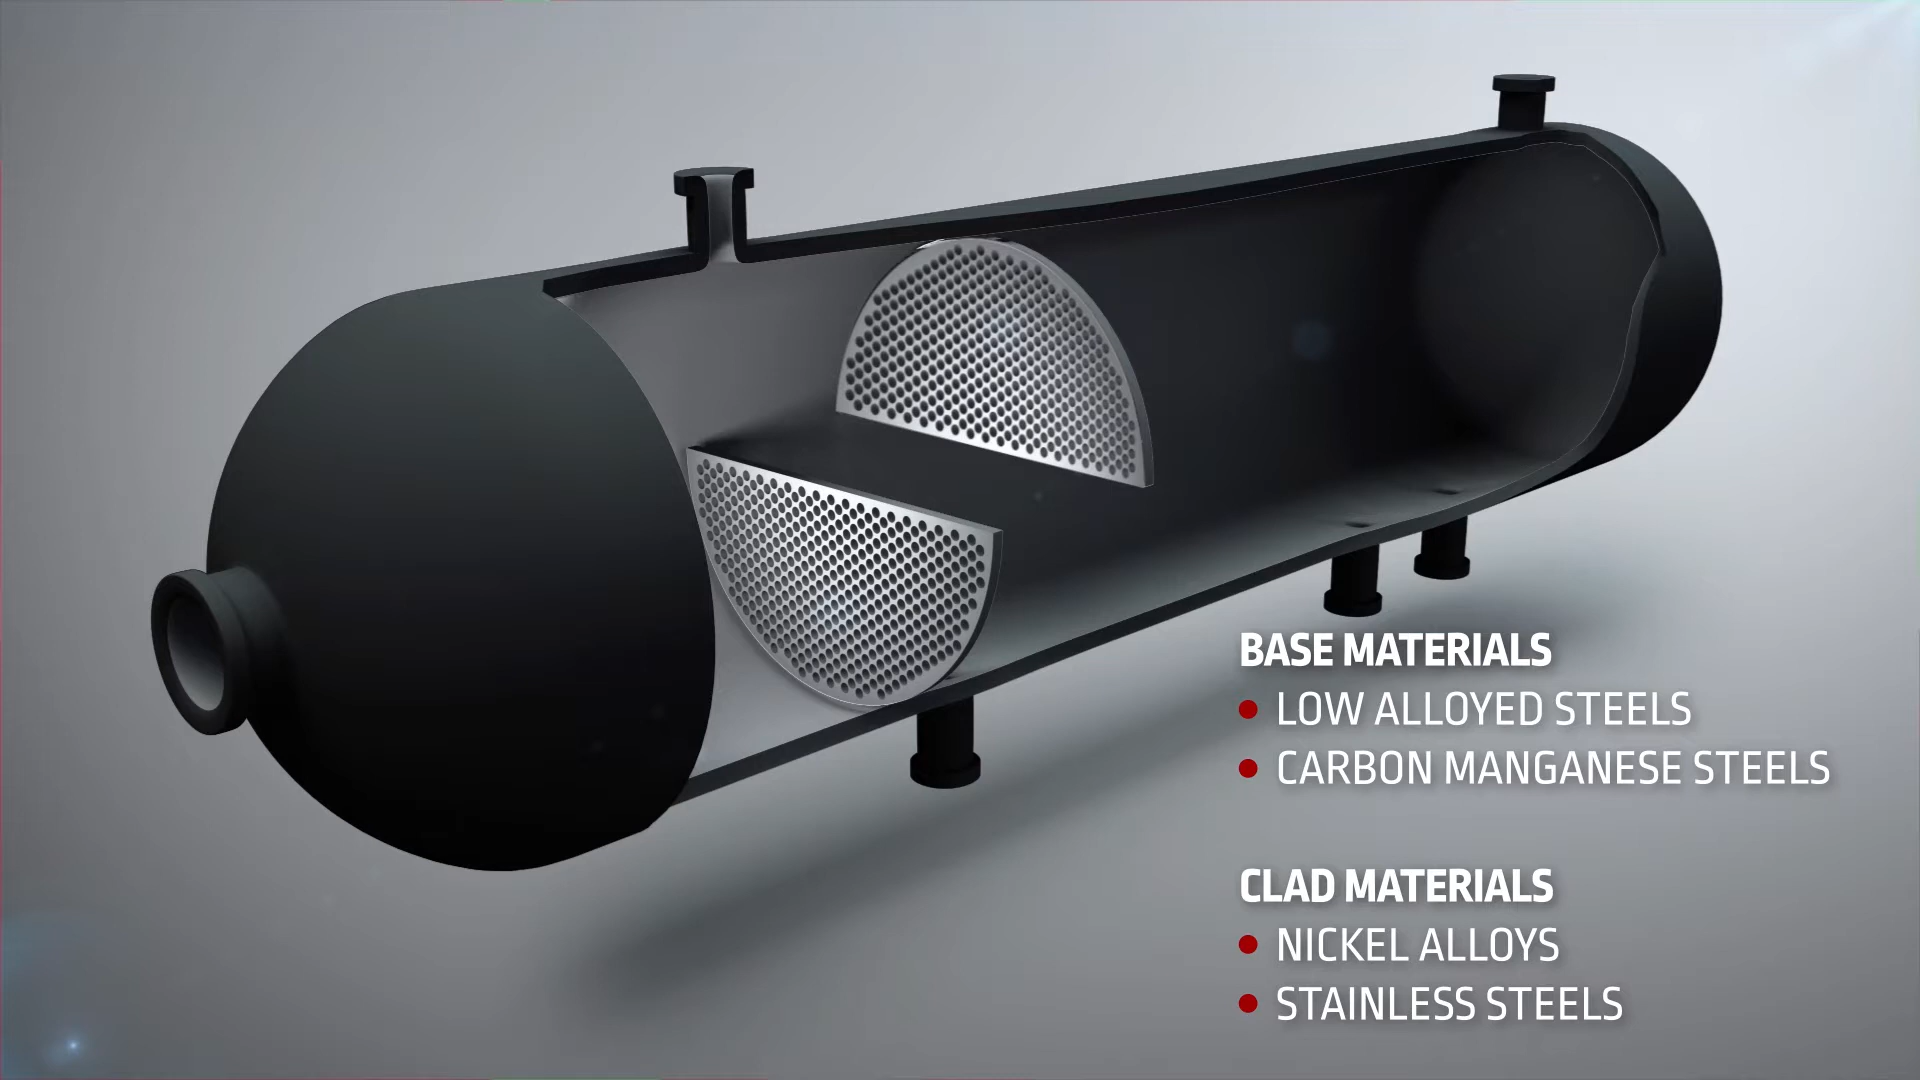 BASE MATERIALS
• LOW ALLOYED STEELS
• CARBON MANGANESE STEELS
CLAD MATERIALS
• NICKEL ALLOYS
• STAINLESS STEELS